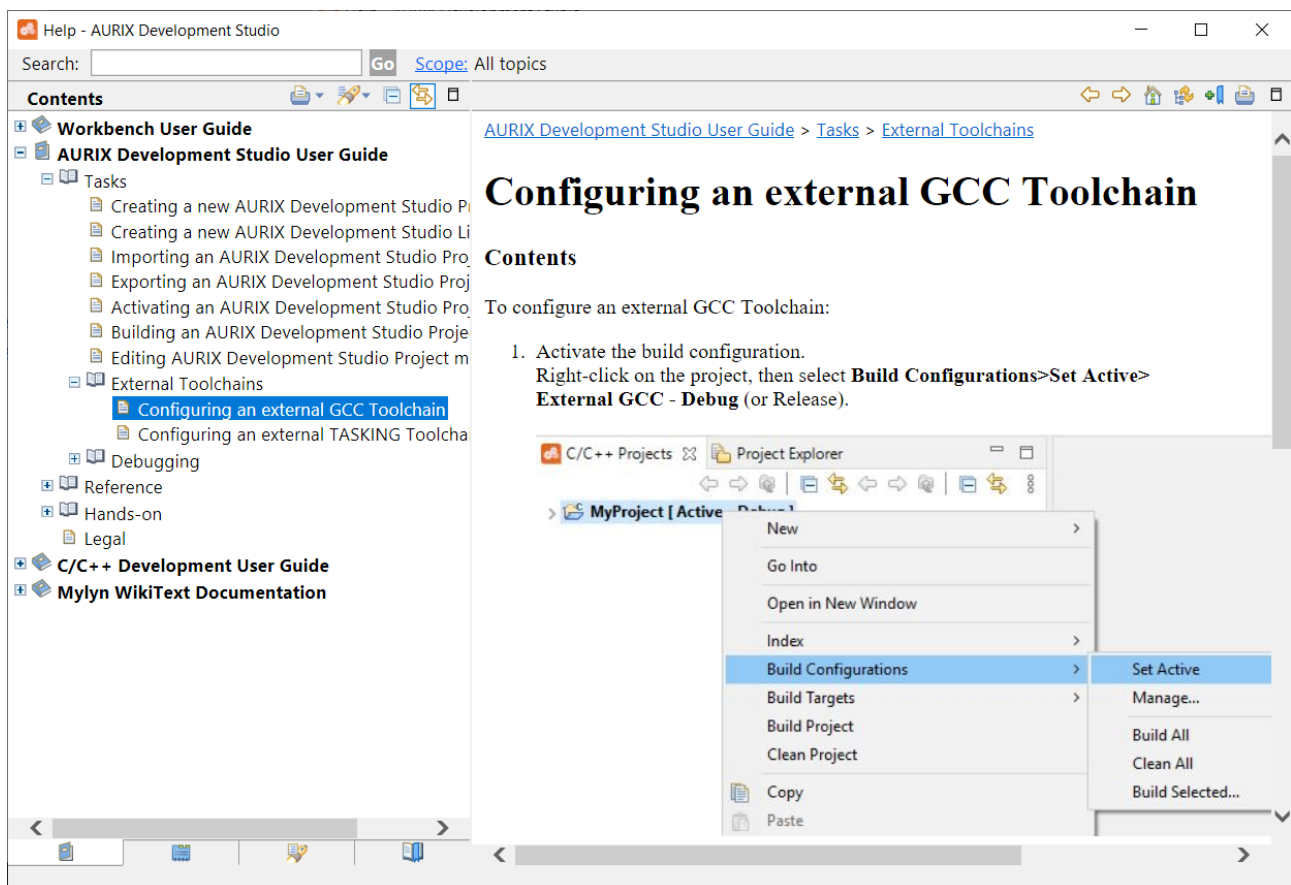 Help - AURIX Development Studio
Search:
Go
Scope: All topics
Contents
Workbench User Guide
AURIX Development Studio User Guide
Tasks
Creating a new AURIX Development Studio P
Creating a new AURIX Development Studio Li
Importing an AURIX Development Studio Pro
Exporting an AURIX Development Studio Proj
Activating an AURIX Development Studio Pro
Building an AURIX Development Studio Proje
Editing AURIX Development Studio Project m
External Toolchains
Configuring an external GCC Toolchain
Configuring an external TASKING Toolcha
Debugging
Reference
Hands-on
Legal
C/C++ Development User Guide
Mylyn WikiText Documentation
AURIX Development Studio User Guide > Tasks > External Toolchains
Configuring an external GCC Toolchain
Contents
To configure an external GCC Toolchain:
1. Activate the build configuration.
Right-click on the project, then select Build Configurations>Set Active>
External GCC - Debug (or Release).
C/C++ Projects
Project Explorer
MyProject [ Active - Debug ]
New
Go Into
Open in New Window
Index
Build Configurations
Build Targets
Build Project
Clean Project
Copy
Paste
Set Active
Manage...
Build All
Clean All
Build Selected...